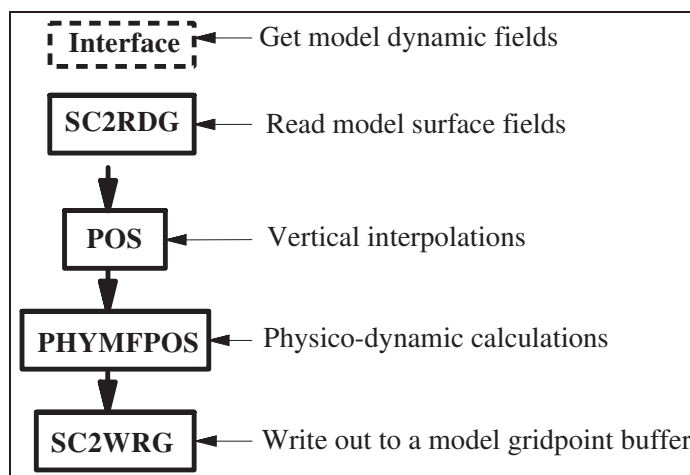 Interface
Get model dynamic fields
SC2RDG
Read model surface fields
POS
Vertical interpolations
PHYMFPOS
Physico-dynamic calculations
SC2WRG
Write out to a model gridpoint buffer